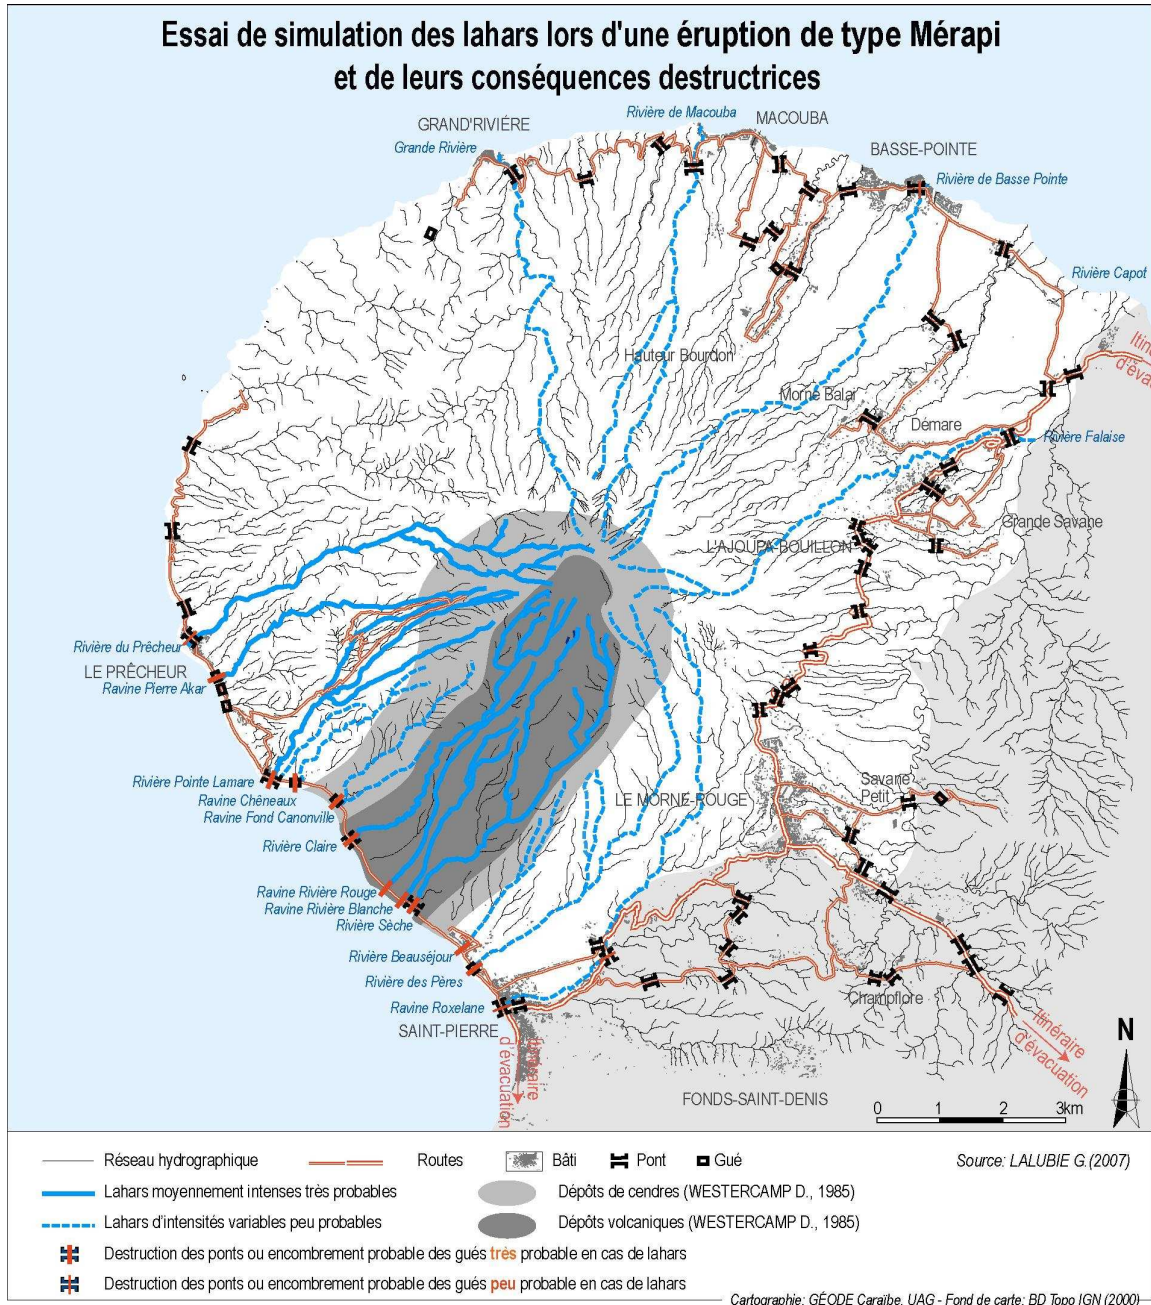 Essai de simulation des lahars lors d'une éruption de type Mérapi
et de leurs conséquences destructrices
Rivière de Macouba
MACOUBA
GRAND'RIVIÉRE
Grande Rivière
BASSE-POINTE
Rivière de Basse Pointe
Rivière Capot
Itin
d'éva
Hauteur Bourdon
Morne Balai
Démare
Rivière Falaise
Grande Savane
L'AJOUPA-BOUILLON
Rivière du Prêcheur
LE PRÊCHEUR
Ravine Pierre Akar
Rivière Pointe Lamare
Ravine Chêneaux
Ravine Fond Canonville
Rivière Claire
Savane
Petit
LE MORNE-ROUGE
Ravine Rivière Rouge
Ravine Rivière Blanche
Rivière Sèche
Rivière Beauséjour
Rivière des Pères
Ravine Roxelane
SAINT-PIERRE
Champflore
Itinéraire
d'évacuation
Itinéraire
d'évacuation
N
FONDS-SAINT-DENIS
0 1 2 3km
Réseau hydrographique
Routes
Bâti
Pont
Gué
Source: LALUBIE G.(2007)
Lahars moyennement intenses très probables
Dépôts de cendres (WESTERCAMP D., 1985)
Lahars d'intensités variables peu probables
Dépôts volcaniques (WESTERCAMP D., 1985)
Destruction des ponts ou encombrement probable des gués très probable en cas de lahars
Destruction des ponts ou encombrement probable des gués peu probable en cas de lahars
Cartographie: GÉODE Caraïbe, UAG - Fond de carte: BD Topo IGN (2000)